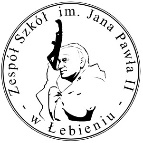 Zespół Szkół im. Jana Pawła II
- w Łebieniu -